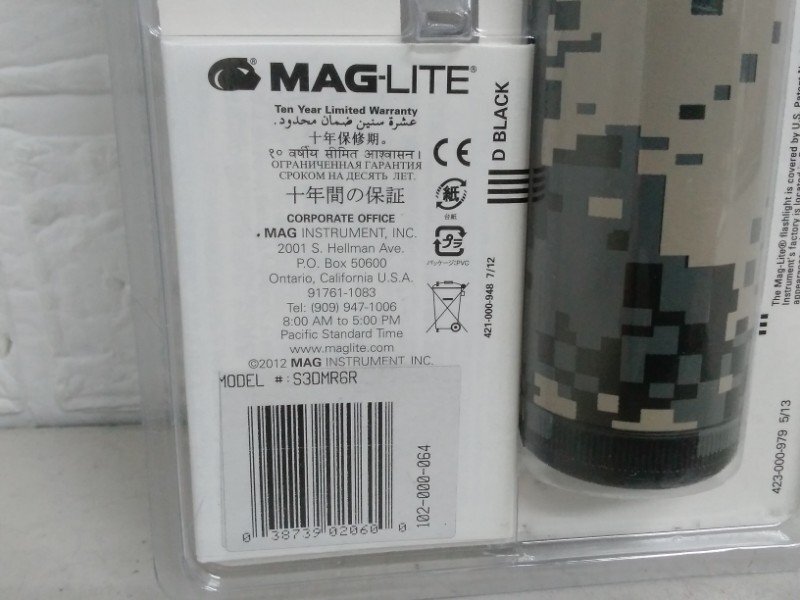 MAG-LITE®
Ten Year Limited Warranty
عشرة سنين ضمان محدود.
十年保修期。
१० वर्षीय सीमित आश्वासन।
ОГРАНИЧЕННАЯ ГАРАНТИЯ
СРОКОМ НА ДЕСЯТЬ ЛЕТ.
十年間の保証
CORPORATE OFFICE
MAG INSTRUMENT, INC.
2001 S. Hellman Ave.
P.O. Box 50600
Ontario, California U.S.A.
91761-1083
Tel: (909) 947-1006
8:00 AM to 5:00 PM
Pacific Standard Time
www.maglite.com
©2012 MAG INSTRUMENT, INC.
MODEL #:S3DMR6R
0 38739 02060 0
102-000-064
CE
紙
台紙
プラ
パッケージ:PVC
D BLACK
421-000-948 7/12
The Mag-Lite® flashlight is covered by U.S.
Instrument's factory is located
423-000-979 5/13